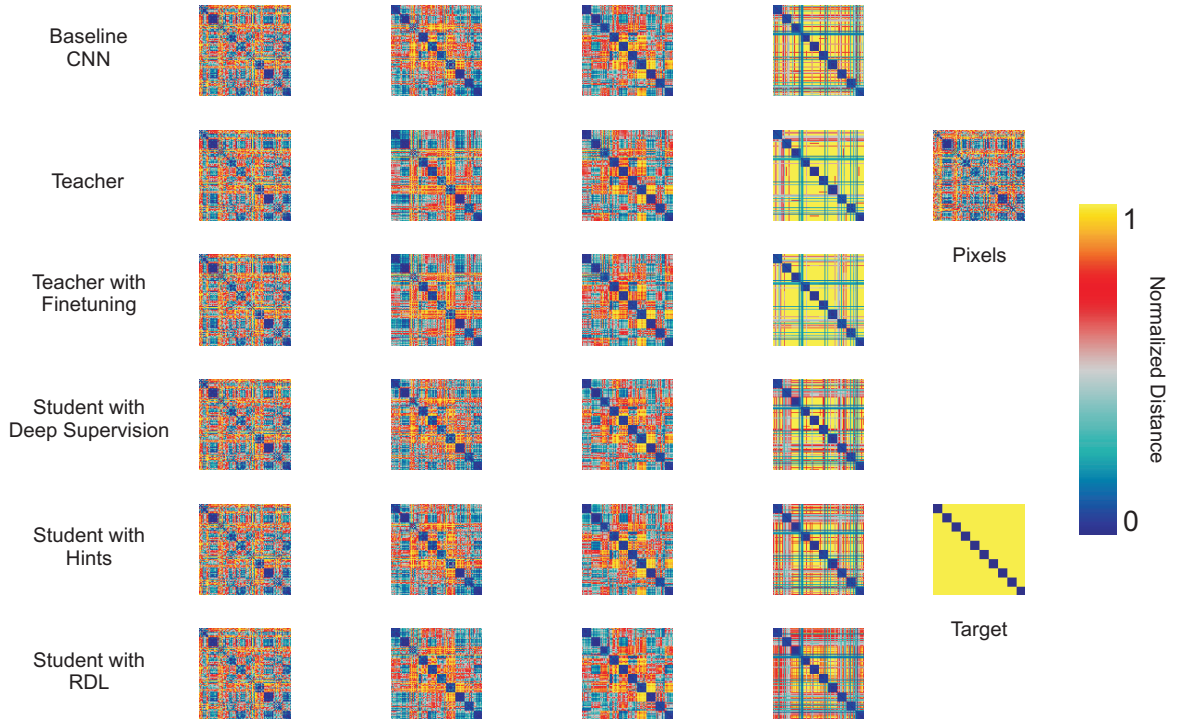 Baseline
CNN
Teacher
Pixels
Teacher with
Finetuning
Student with
Deep Supervision
Student with
Hints
Target
Student with
RDL
1
0
Normalized Distance